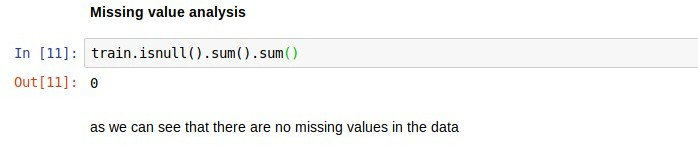 Missing value analysis
In [11]: train.isnull().sum().sum()
Out[11]: 0
as we can see that there are no missing values in the data